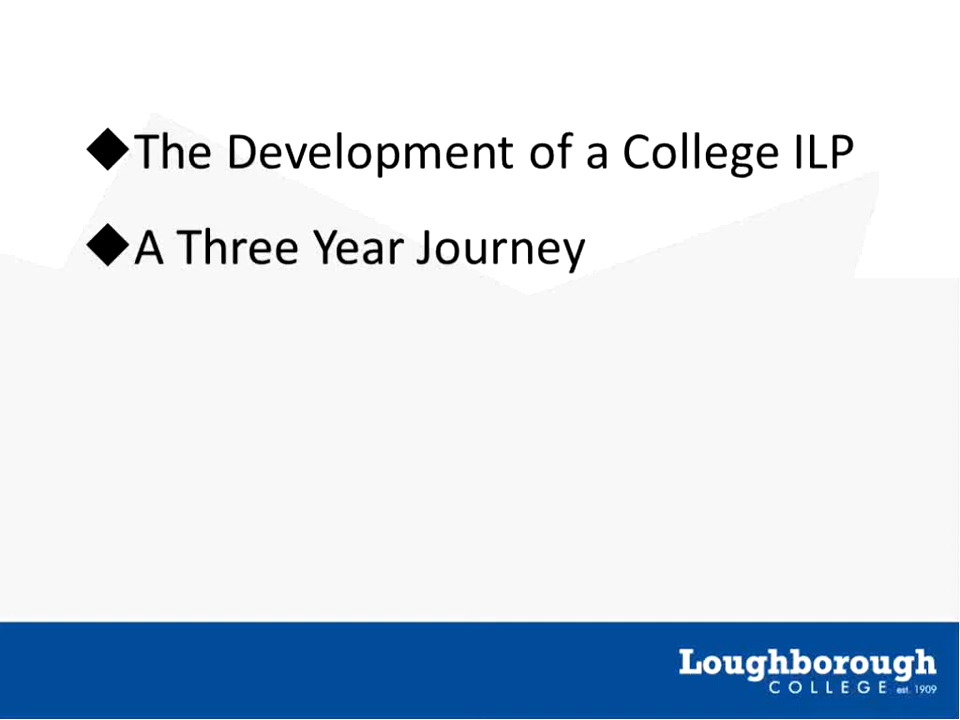 ◆The Development of a College ILP
◆A Three Year Journey
Loughborough
COLLEGE est. 1909